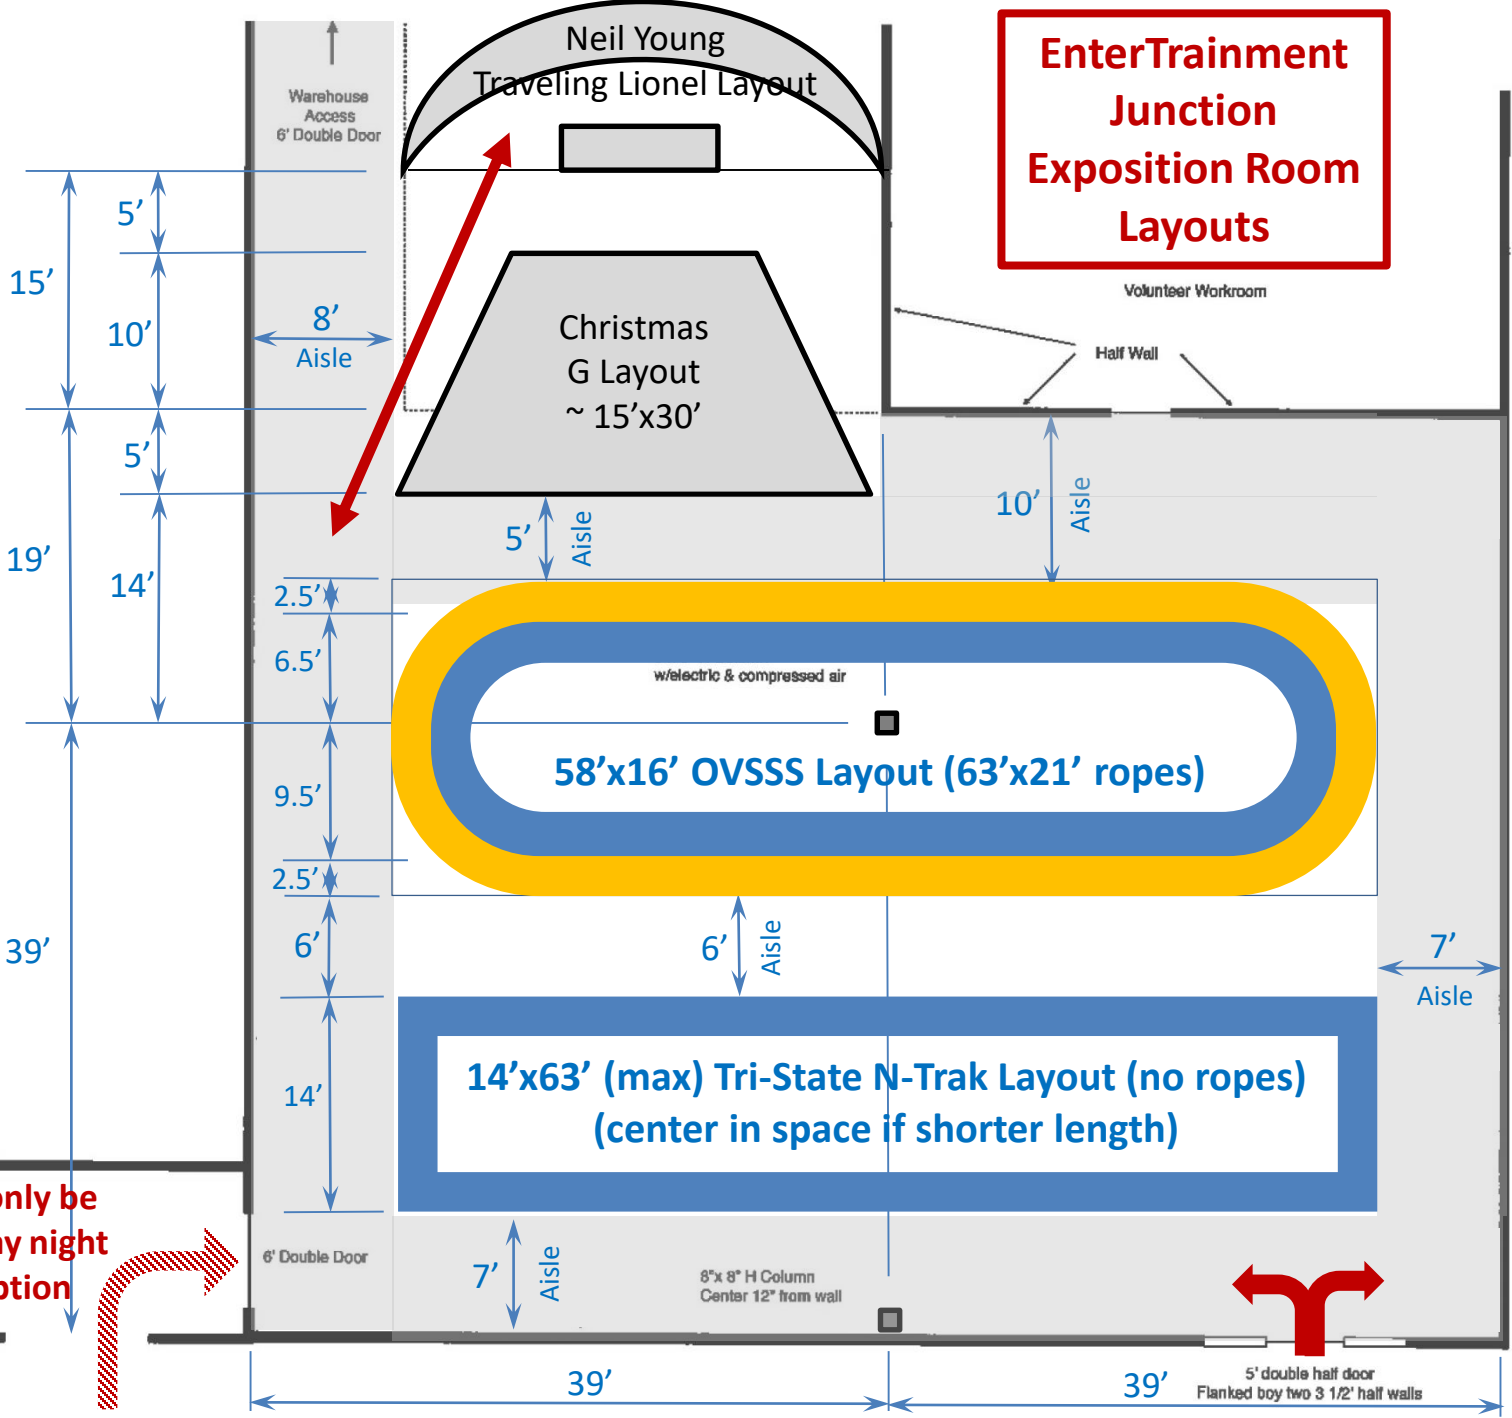 Neil Young
Traveling Lionel Layout
EnterTrainment
Junction
Exposition Room
Layouts
Warehouse
Access
6' Double Door
5’
15’
10’
8’
Aisle
Christmas
G Layout
~ 15’x30’
Volunteer Workroom
Half Wall
5’
19’
14’
5’
Aisle
10’
Aisle
2.5’
6.5’
w/electric & compressed air
58’x16’ OVSSS Layout (63’x21’ ropes)
9.5’
2.5’
39’
6’
6’
Aisle
7’
Aisle
14’x63’ (max) Tri-State N-Trak Layout (no ropes)
(center in space if shorter length)
14’
only be
night
6' Double Door
7’
Aisle
8"x 8" H Column
Center 12" from wall
39’
39’
5' double half door
Flanked boy two 3 1/2' half walls